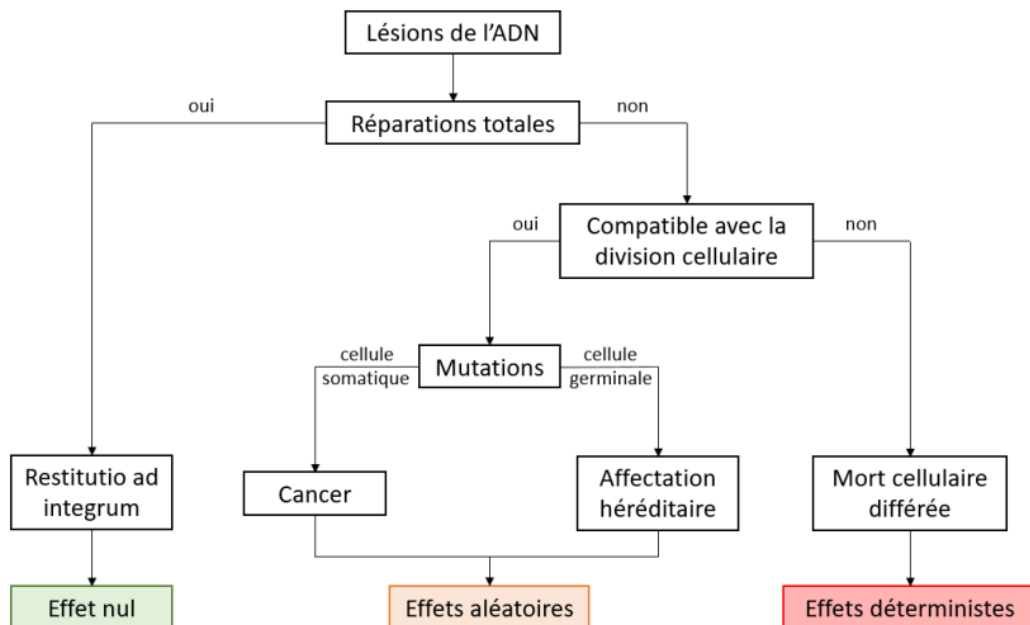 Lésions de l'ADN
oui
non
Réparations totales
oui
Compatible avec la
division cellulaire
non
cellule
somatique
Mutations
cellule
germinale
Restitutio ad
integrum
Cancer
Affectation
héréditaire
Mort cellulaire
différée
Effet nul
Effets aléatoires
Effets déterministes